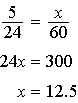 5/24 = x/60
24x = 300
x = 12.5